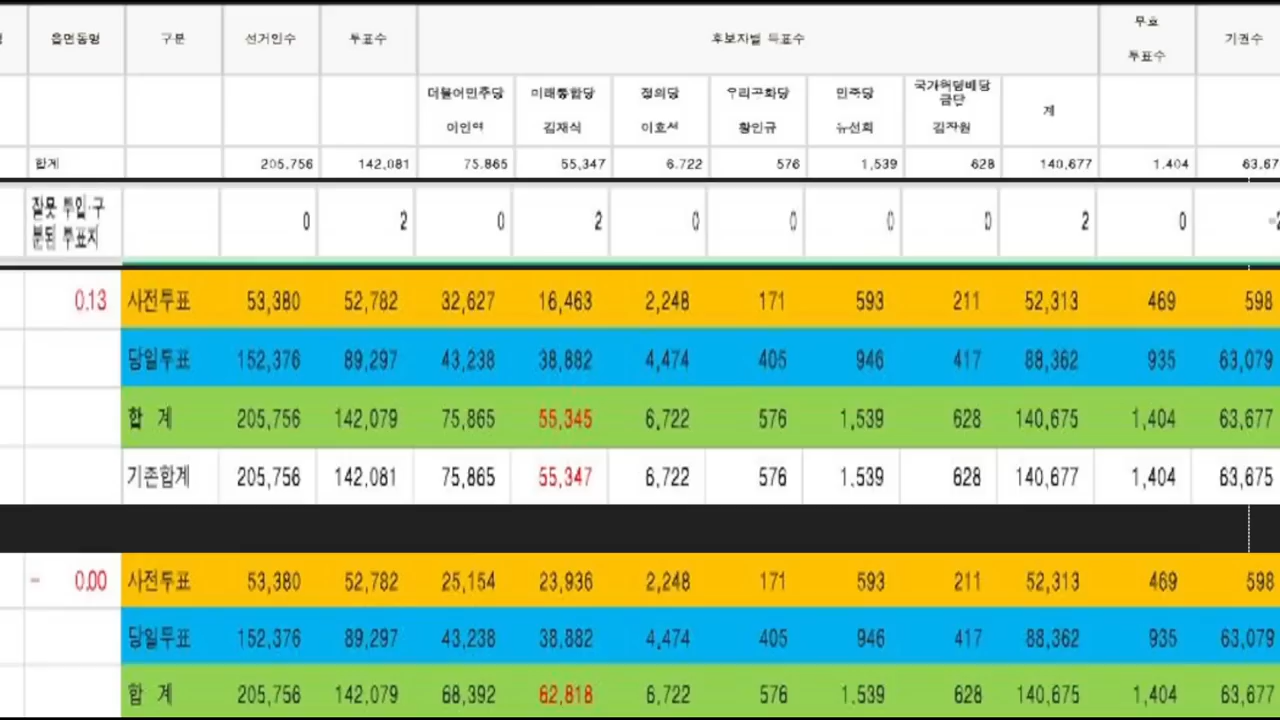 읍면동명 구분 선거인수 투표수 후보자별 득표수 무효 투표수 기권수
더불어민주당 이인영 미래통합당 김재식 정의당 이호성 우리공화당 황인규 민중당 유선희 국가혁명배당금당 김장원 계
합계 205,756 142,081 75,865 55,347 6,722 576 1,539 628 140,677 1,404 63,67
잘못 투입·구분된 투표지 0 2 0 2 0 0 0 0 2 0 -2
0.13 사전투표 53,380 52,782 32,627 16,463 2,248 171 593 211 52,313 469 598
당일투표 152,376 89,297 43,238 38,882 4,474 405 946 417 88,362 935 63,079
합 계 205,756 142,079 75,865 55,345 6,722 576 1,539 628 140,675 1,404 63,677
기존합계 205,756 142,081 75,865 55,347 6,722 576 1,539 628 140,677 1,404 63,675
- 0.00 사전투표 53,380 52,782 25,154 23,936 2,248 171 593 211 52,313 469 598
당일투표 152,376 89,297 43,238 38,882 4,474 405 946 417 88,362 935 63,079
합 계 205,756 142,079 68,392 62,818 6,722 576 1,539 628 140,675 1,404 63,677